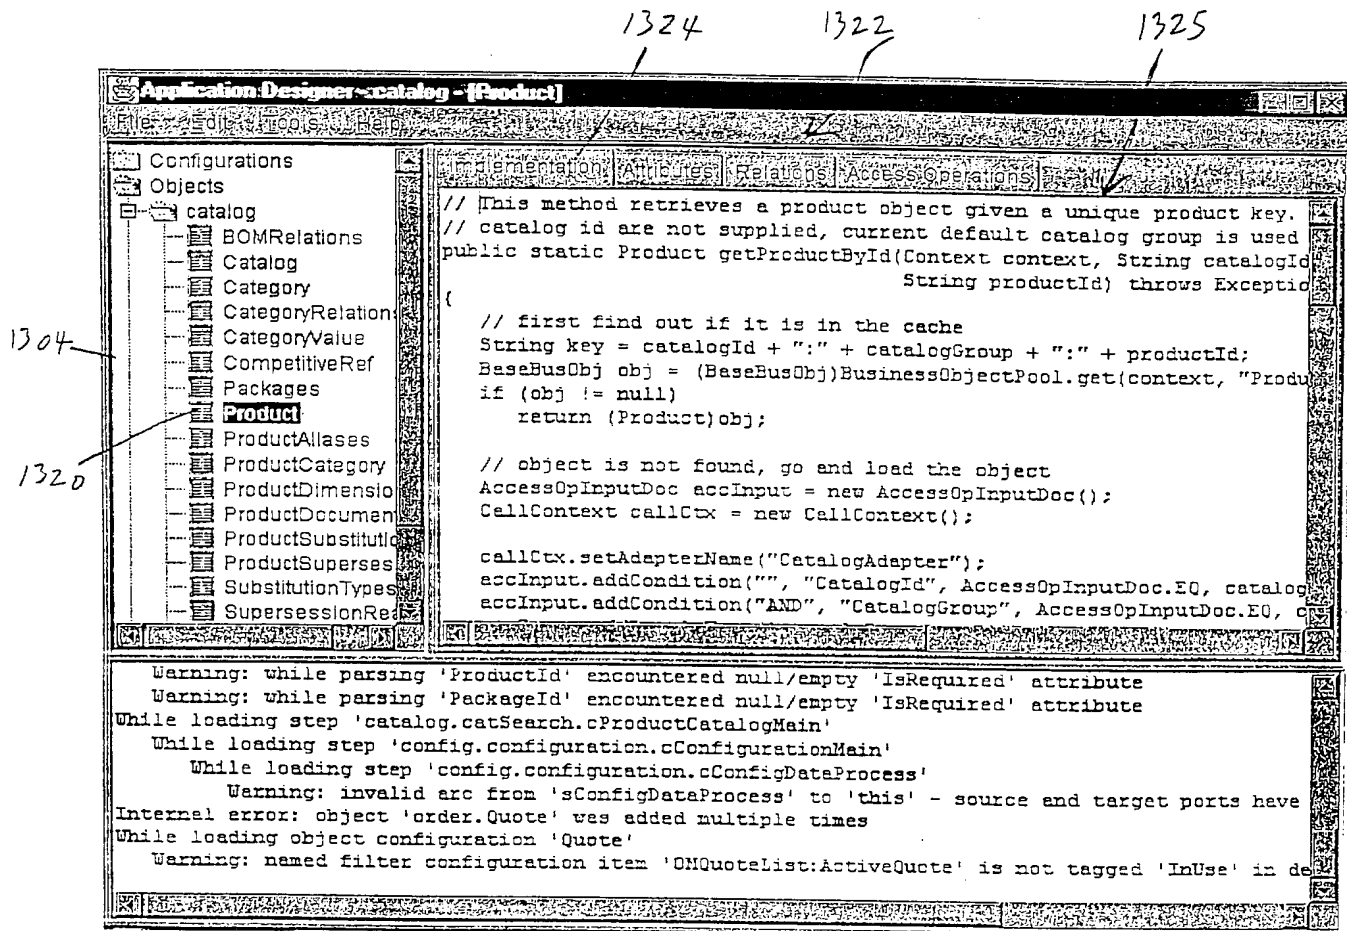 1324 1322 1325
Application Designer - catalog - [Product]
File Edit Tools Help
Configurations
Objects
catalog
BOMRelations
Catalog
Category
CategoryRelation
CategoryValue
CompetitiveRef
Packages
Product
ProductAliases
ProductCategory
ProductDimensio
ProductDocumen
ProductSubstitutio
ProductSuperses
SubstitutionTypes
SupersessionRea
1304
1320
Implementation Attributes Relations Access Operations
// This method retrieves a product object given a unique product key.
// catalog id are not supplied, current default catalog group is used
public static Product getProductById(Context context, String catalogId
String productId) throws Exceptio
{
// first find out if it is in the cache
String key = catalogId + ":" + catalogGroup + ":" + productId;
BaseBusObj obj = (BaseBusObj)BusinessObjectPool.get(context, "Produ
if (obj != null)
return (Product)obj;
// object is not found, go and load the object
AccessOpInputDoc accInput = new AccessOpInputDoc();
CallContext callCtx = new CallContext();
callCtx.setAdapterName("CatalogAdapter");
accInput.addCondition("", "CatalogId", AccessOpInputDoc.EQ, catalog
accInput.addCondition("AND", "CatalogGroup", AccessOpInputDoc.EQ, c
Warning: while parsing 'ProductId' encountered null/empty 'IsRequired' attribute
Warning: while parsing 'PackageId' encountered null/empty 'IsRequired' attribute
While loading step 'catalog.catSearch.cProductCatalogMain'
While loading step 'config.configuration.cConfigurationMain'
While loading step 'config.configuration.cConfigDataProcess'
Warning: invalid arc from 'sConfigDataProcess' to 'this' - source and target ports have
Internal error: object 'order.Quote' was added multiple times
While loading object configuration 'Quote'
Warning: named filter configuration item 'OMQuoteList:ActiveQuote' is not tagged 'InUse' in de